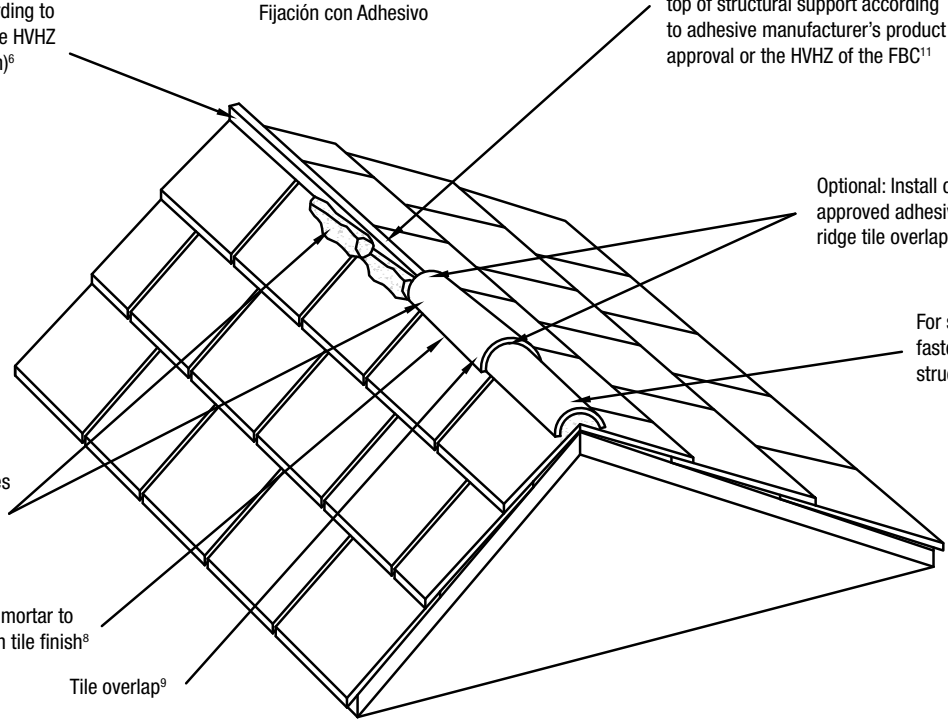 rding to
e HVHZ
n)⁶
Fijación con Adhesivo
top of structural support according
to adhesive manufacturer's product
approval or the HVHZ of the FBC¹¹
Optional: Install
approved adhesiv
ridge tile overlap
For s
faste
struc
es
mortar to
n tile finish⁸
Tile overlap⁹